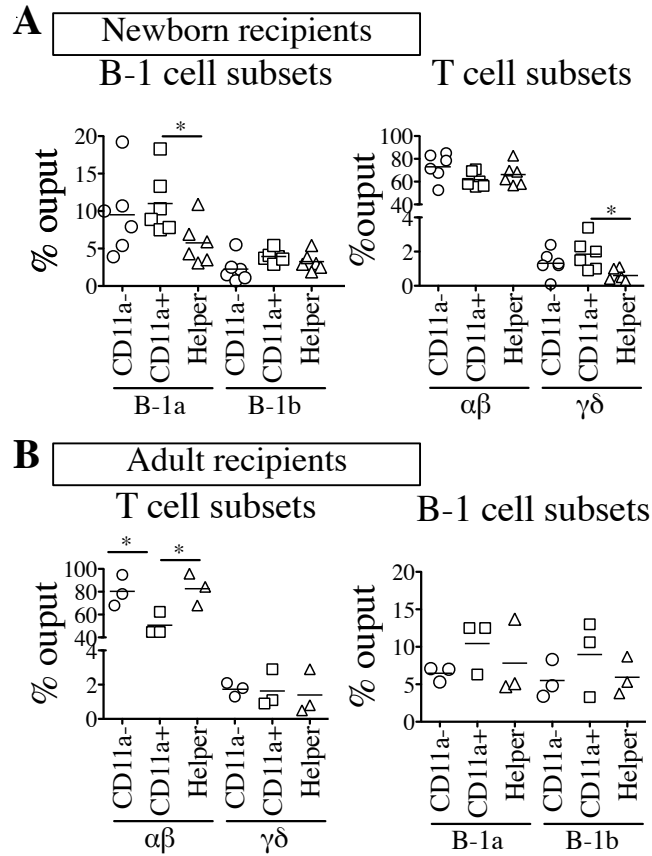 A
Newborn recipients
B-1 cell subsets
T cell subsets
% ouput
20
15
10
5
0
*
CD11a-
CD11a+
Helper
CD11a-
CD11a+
Helper
B-1a
B-1b
%ouput
100
80
60
40
4
2
0
*
CD11a-
CD11a+
Helper
CD11a-
CD11a+
Helper
αβ
γδ
B
Adult recipients
T cell subsets
B-1 cell subsets
% ouput
100
80
60
40
4
2
0
*
*
CD11a-
CD11a+
Helper
CD11a-
CD11a+
Helper
αβ
γδ
% ouput
20
15
10
5
0
CD11a-
CD11a+
Helper
CD11a-
CD11a+
Helper
B-1a
B-1b